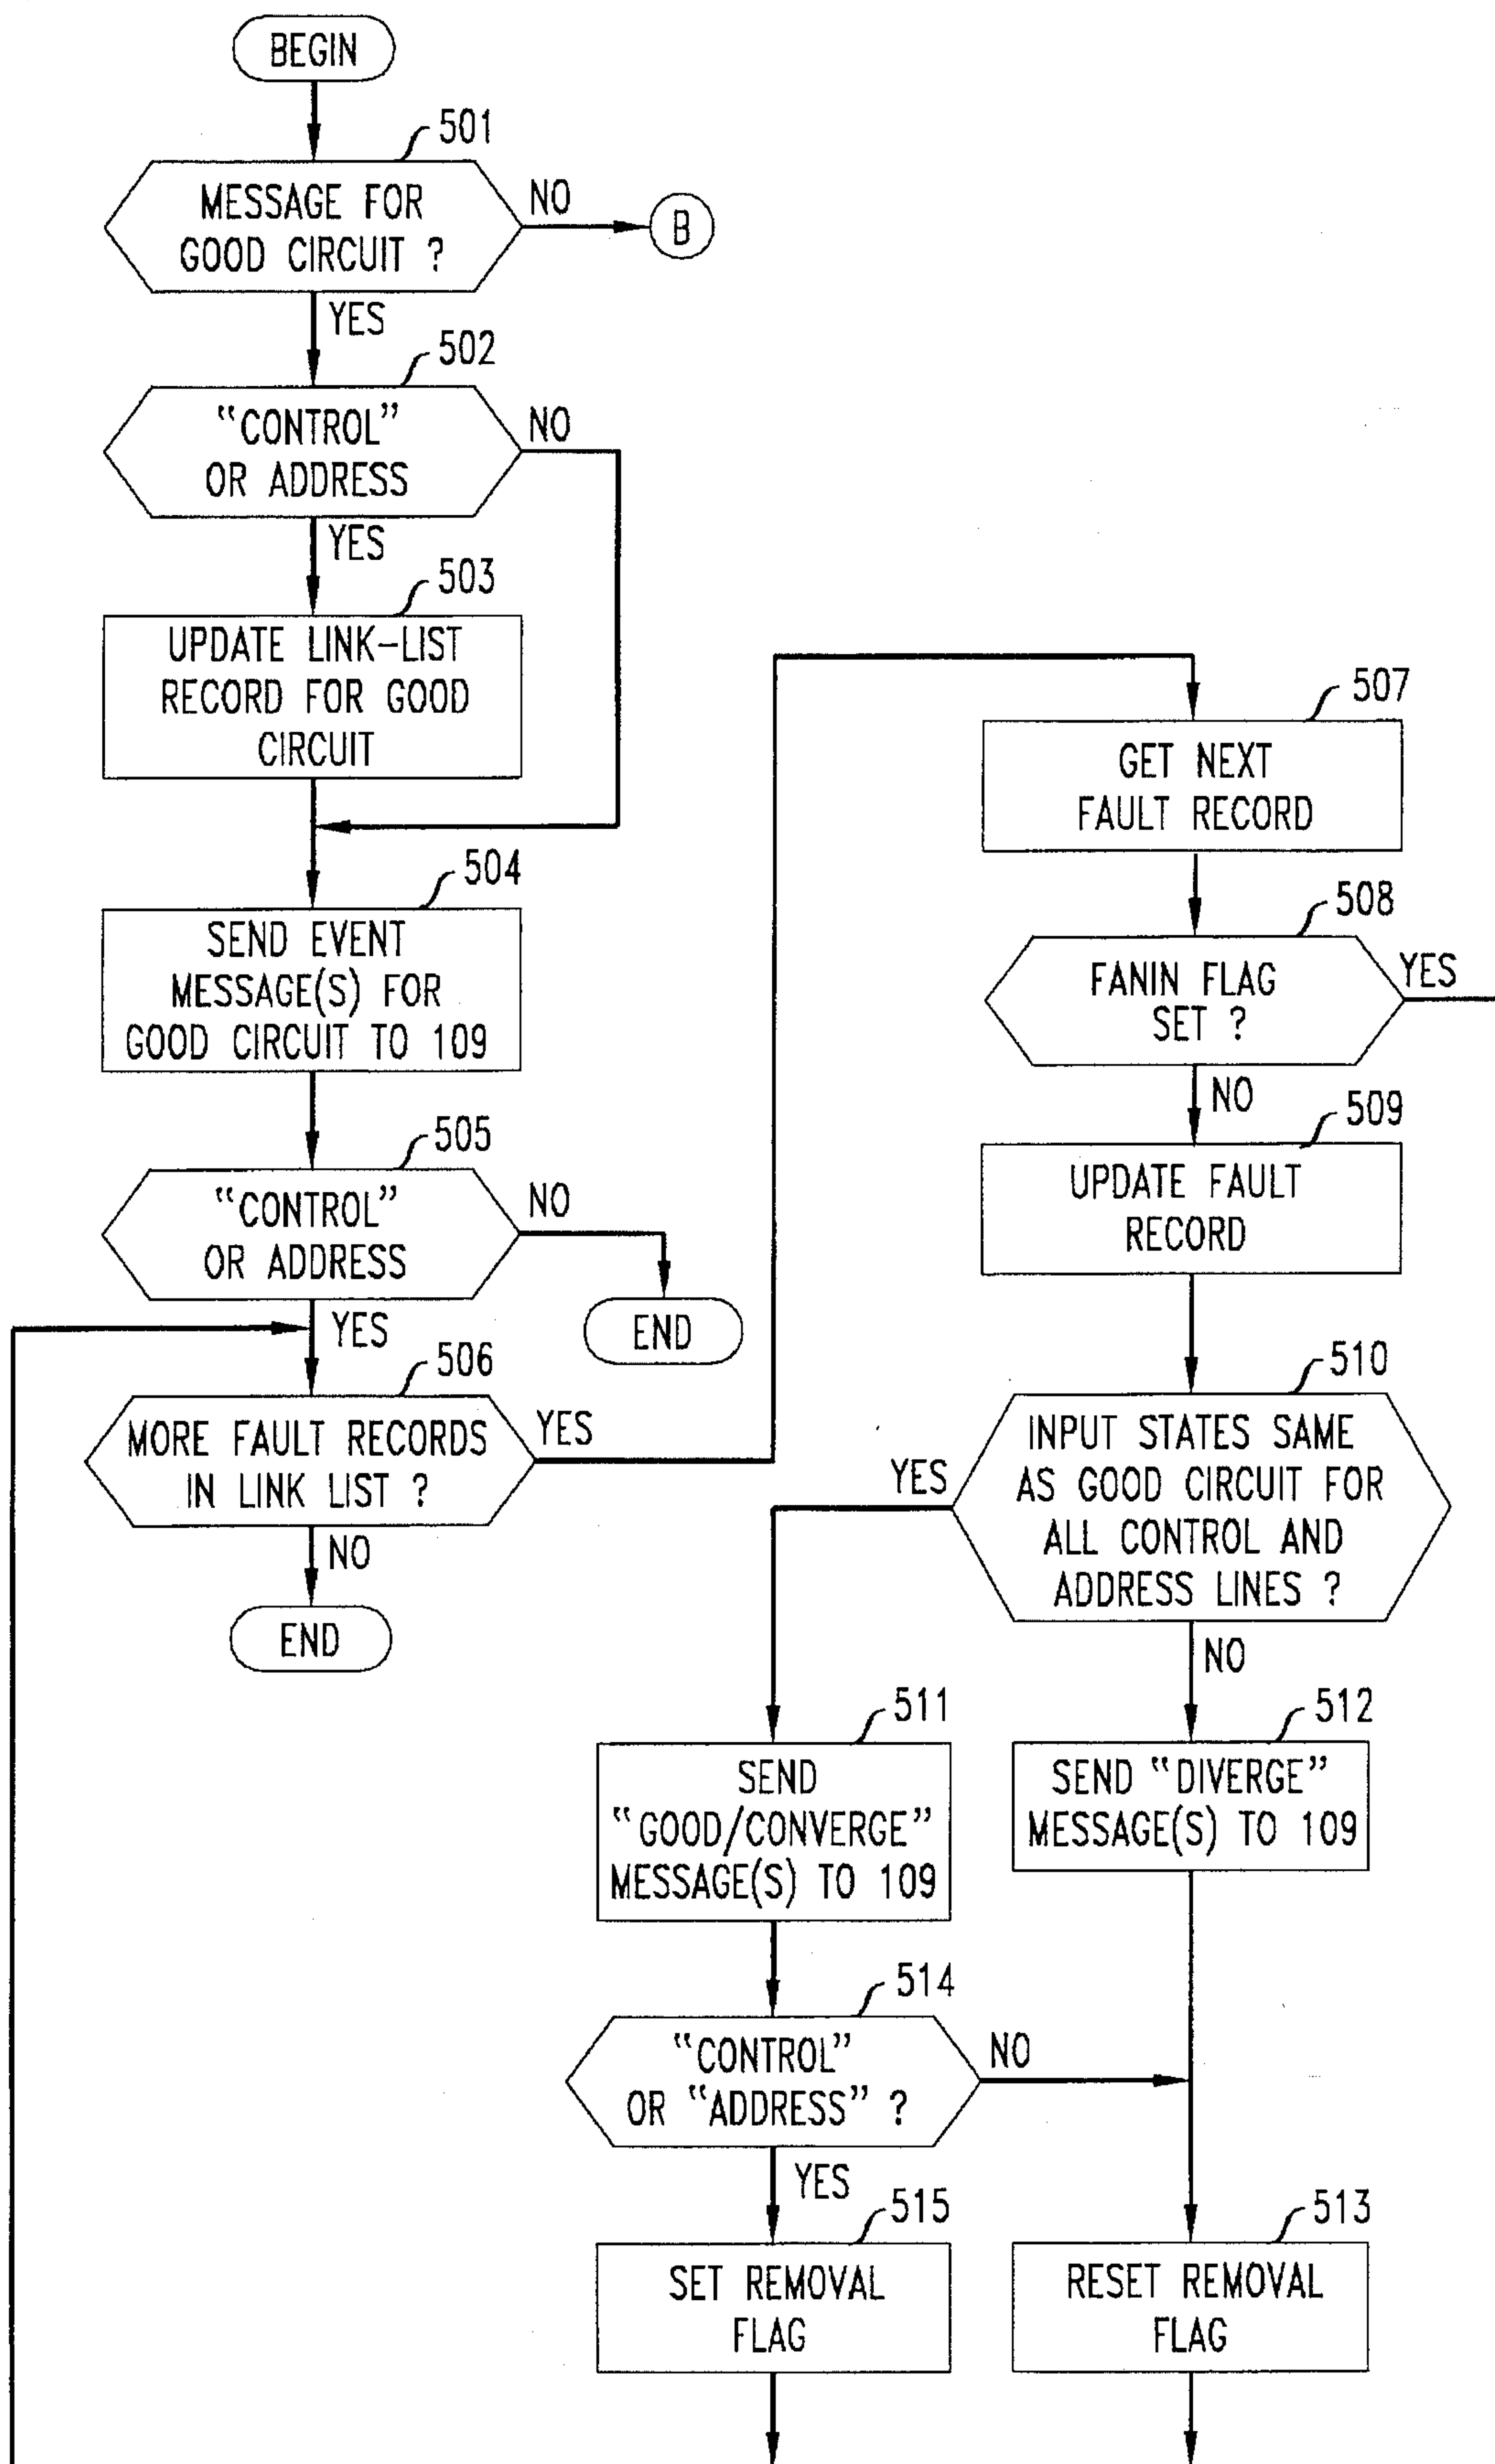 BEGIN
501
MESSAGE FOR
GOOD CIRCUIT ?
NO
B
YES
502
“CONTROL”
OR ADDRESS
NO
YES
503
UPDATE LINK-LIST
RECORD FOR GOOD
CIRCUIT
504
SEND EVENT
MESSAGE(S) FOR
GOOD CIRCUIT TO 109
505
“CONTROL”
OR ADDRESS
NO
END
YES
506
MORE FAULT RECORDS
IN LINK LIST ?
YES
NO
END
507
GET NEXT
FAULT RECORD
508
FANIN FLAG
SET ?
YES
NO
509
UPDATE FAULT
RECORD
510
INPUT STATES SAME
AS GOOD CIRCUIT FOR
ALL CONTROL AND
ADDRESS LINES ?
YES
NO
511
SEND
“GOOD/CONVERGE”
MESSAGE(S) TO 109
512
SEND “DIVERGE”
MESSAGE(S) TO 109
514
“CONTROL”
OR “ADDRESS” ?
NO
YES
515
SET REMOVAL
FLAG
513
RESET REMOVAL
FLAG